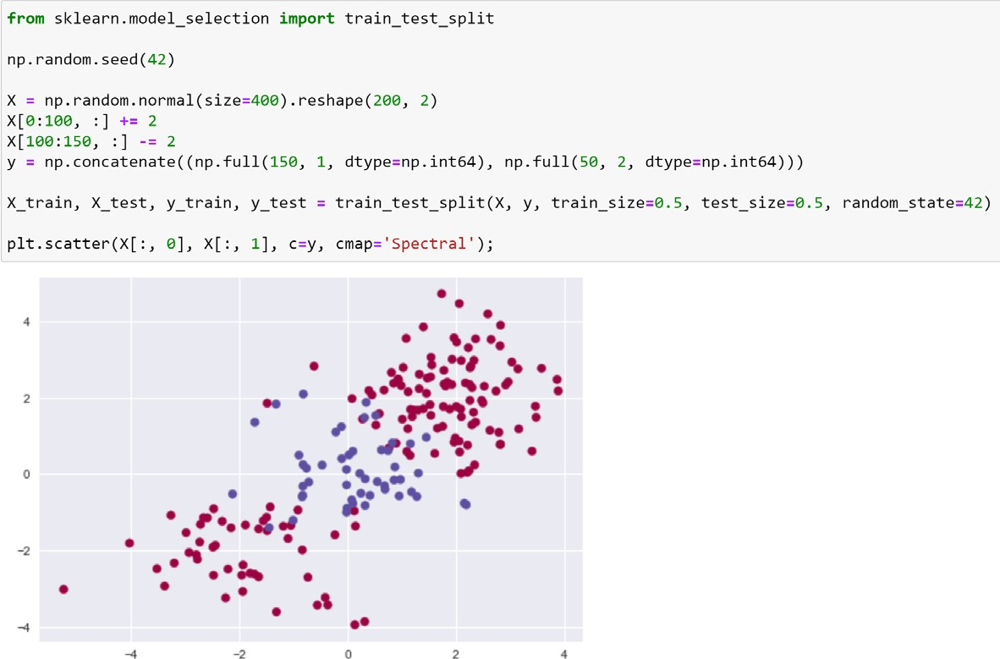 from sklearn.model_selection import train_test_split
np.random.seed(42)
X = np.random.normal(size=400).reshape(200, 2)
X[0:100, :] += 2
X[100:150, :] -= 2
y = np.concatenate((np.full(150, 1, dtype=np.int64), np.full(50, 2, dtype=np.int64)))
X_train, X_test, y_train, y_test = train_test_split(X, y, train_size=0.5, test_size=0.5, random_state=42)
plt.scatter(X[:, 0], X[:, 1], c=y, cmap='Spectral');
4
2
0
−2
−4
−4 −2 0 2 4